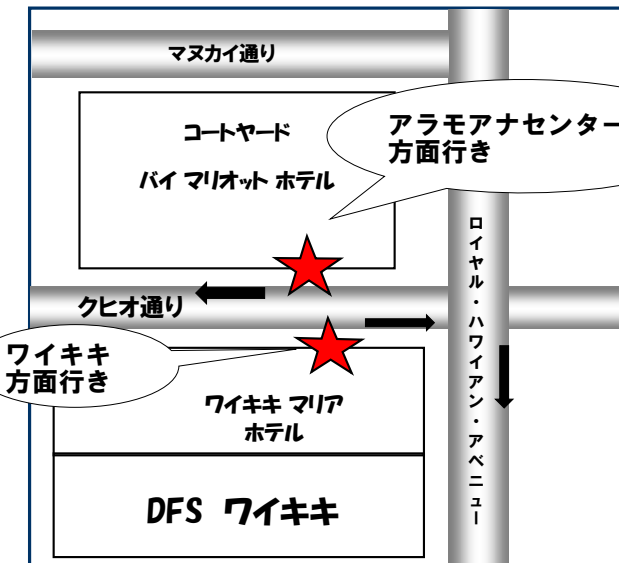 マヌカイ通り
コートヤード
バイ マリオット ホテル
アラモアナセンター
方面行き
ロイヤル・ハワイアン・アベニュー
クヒオ通り
ワイキキ
方面行き
ワイキキ マリア
ホテル
DFS ワイキキ